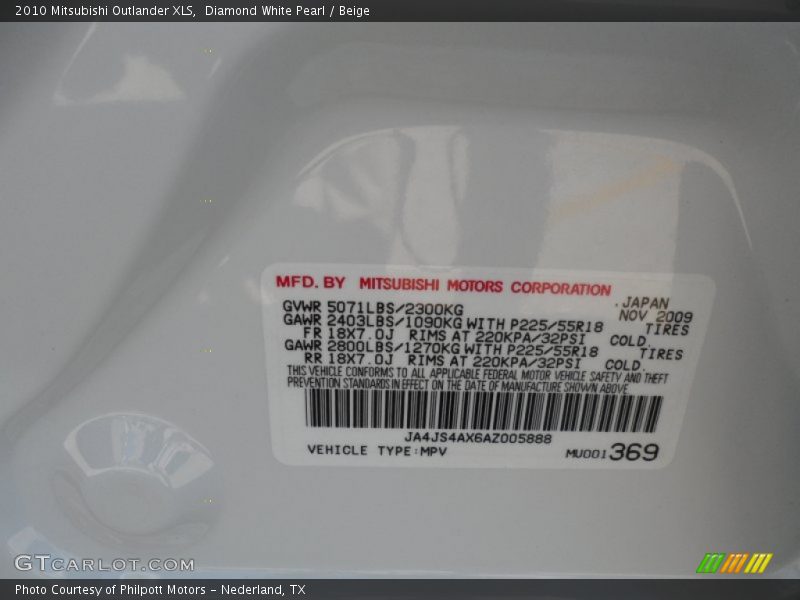 2010 Mitsubishi Outlander XLS,  Diamond White Pearl / Beige
MFD. BY MITSUBISHI MOTORS CORPORATION
. JAPAN
GVWR 5071LBS/2300KG NOV 2009
GAWR 2403LBS/1090KG WITH P225/55R18 TIRES
FR 18X7.0J RIMS AT 220KPA/32PSI COLD.
GAWR 2800LBS/1270KG WITH P225/55R18 TIRES
RR 18X7.0J RIMS AT 220KPA/32PSI COLD.
THIS VEHICLE CONFORMS TO ALL APPLICABLE FEDERAL MOTOR VEHICLE SAFETY AND THEFT
PREVENTION STANDARDS IN EFFECT ON THE DATE OF MANUFACTURE SHOWN ABOVE.
JA4JS4AX6AZ005888
VEHICLE TYPE:MPV MU001 369
GTCARLOT.COM
Photo Courtesy of Philpott Motors - Nederland, TX